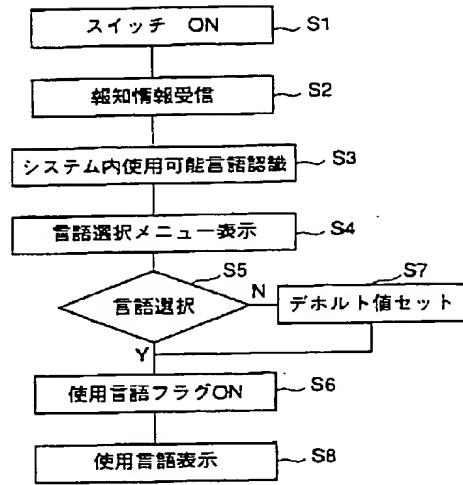 スイッチ ON S1
報知情報受信 S2
システム内使用可能言語認識 S3
言語選択メニュー表示 S4
S5 S7
言語選択 N デホルト値セット
Y
使用言語フラグON S6
使用言語表示 S8